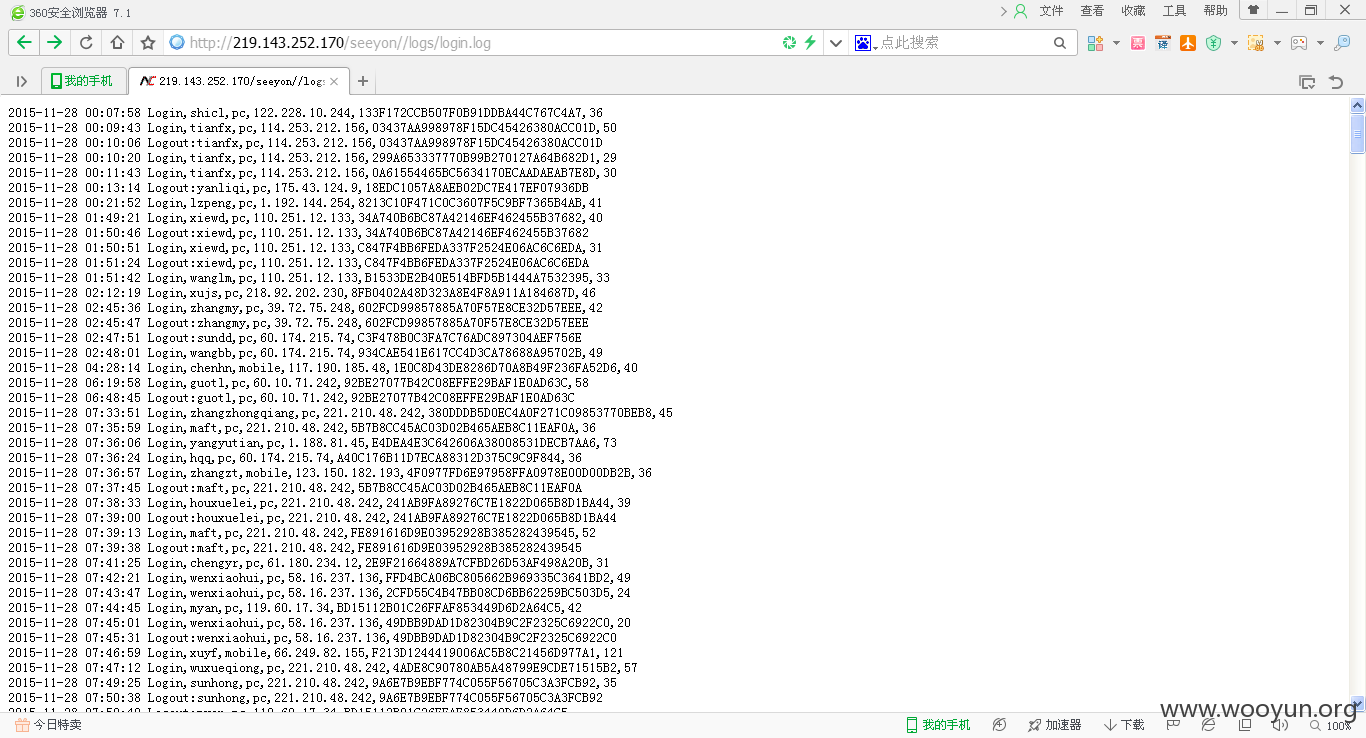 360安全浏览器 7.1
文件 查看 收藏 工具 帮助
http://219.143.252.170/seeyon//logs/login.log
点此搜索
我的手机
219.143.252.170/seeyon//log:
2015-11-28 00:07:58 Login,shicl,pc,122.228.10.244,133F172CCB507F0B91DDBA44C767C4A7,36
2015-11-28 00:09:43 Login,tianfx,pc,114.253.212.156,03437AA998978F15DC45426380ACC01D,50
2015-11-28 00:10:06 Logout:tianfx,pc,114.253.212.156,03437AA998978F15DC45426380ACC01D
2015-11-28 00:10:20 Login,tianfx,pc,114.253.212.156,299A653337770B99B270127A64B682D1,29
2015-11-28 00:11:43 Login,tianfx,pc,114.253.212.156,0A61554465BC5634170ECAADAEAB7E8D,30
2015-11-28 00:13:14 Logout:yanliqi,pc,175.43.124.9,18EDC1057A8AEB02DC7E417EF07936DB
2015-11-28 00:21:52 Login,lzpeng,pc,1.192.144.254,8213C10F471C0C3607F5C9BF7365B4AB,41
2015-11-28 01:49:21 Login,xiewd,pc,110.251.12.133,34A740B6BC87A42146EF462455B37682,40
2015-11-28 01:50:46 Logout:xiewd,pc,110.251.12.133,34A740B6BC87A42146EF462455B37682
2015-11-28 01:50:51 Login,xiewd,pc,110.251.12.133,C847F4BB6FEDA337F2524E06AC6C6EDA,31
2015-11-28 01:51:24 Logout:xiewd,pc,110.251.12.133,C847F4BB6FEDA337F2524E06AC6C6EDA
2015-11-28 01:51:42 Login,wanglm,pc,110.251.12.133,B1533DE2B40E514BFD5B1444A7532395,33
2015-11-28 02:12:19 Login,xujs,pc,218.92.202.230,8FB0402A48D323A8E4F8A911A184687D,46
2015-11-28 02:45:36 Login,zhangmy,pc,39.72.75.248,602FCD99857885A70F57E8CE32D57EEE,42
2015-11-28 02:45:47 Logout:zhangmy,pc,39.72.75.248,602FCD99857885A70F57E8CE32D57EEE
2015-11-28 02:47:51 Logout:sundd,pc,60.174.215.74,C3F478B0C3FA7C76ADC897304AEF756E
2015-11-28 02:48:01 Login,wangbb,pc,60.174.215.74,934CAE541E617CC4D3CA78688A95702B,49
2015-11-28 04:28:14 Login,chenhn,mobile,117.190.185.48,1E0C8D43DE8286D70A8B49F236FA52D6,40
2015-11-28 06:19:58 Login,guotl,pc,60.10.71.242,92BE27077B42C08EFFE29BAF1E0AD63C,58
2015-11-28 06:48:45 Logout:guotl,pc,60.10.71.242,92BE27077B42C08EFFE29BAF1E0AD63C
2015-11-28 07:33:51 Login,zhangzhongqiang,pc,221.210.48.242,380DDDB5D0EC4A0F271C09853770BEB8,45
2015-11-28 07:35:59 Login,maft,pc,221.210.48.242,5B7B8CC45AC03D02B465AEB8C11EAF0A,36
2015-11-28 07:36:06 Login,yangyutian,pc,1.188.81.45,E4DEA4E3C642606A38008531DECB7AA6,73
2015-11-28 07:36:24 Login,hqq,pc,60.174.215.74,A40C176B11D7ECA88312D375C9C9F844,36
2015-11-28 07:36:57 Login,zhangzt,mobile,123.150.182.193,4F0977FD6E97958FFA0978E00D00DB2B,36
2015-11-28 07:37:45 Logout:maft,pc,221.210.48.242,5B7B8CC45AC03D02B465AEB8C11EAF0A
2015-11-28 07:38:33 Login,houxuelei,pc,221.210.48.242,241AB9FA89276C7E1822D065B8D1BA44,39
2015-11-28 07:39:00 Logout:houxuelei,pc,221.210.48.242,241AB9FA89276C7E1822D065B8D1BA44
2015-11-28 07:39:13 Login,maft,pc,221.210.48.242,FE891616D9E03952928B385282439545,52
2015-11-28 07:39:38 Logout:maft,pc,221.210.48.242,FE891616D9E03952928B385282439545
2015-11-28 07:41:25 Login,chengyr,pc,61.180.234.12,2E9F21664889A7CFBD26D53AF498A20B,31
2015-11-28 07:42:21 Login,wenxiaohui,pc,58.16.237.136,FFD4BCA06BC805662B969335C3641BD2,49
2015-11-28 07:43:47 Login,wenxiaohui,pc,58.16.237.136,2CFD55C4B47BB08CD6BB62259BC503D5,24
2015-11-28 07:44:45 Login,myan,pc,119.60.17.34,BD15112B01C26FFAF853449D6D2A64C5,42
2015-11-28 07:45:01 Login,wenxiaohui,pc,58.16.237.136,49DBB9DAD1D82304B9C2F2325C6922C0,20
2015-11-28 07:45:31 Logout:wenxiaohui,pc,58.16.237.136,49DBB9DAD1D82304B9C2F2325C6922C0
2015-11-28 07:46:59 Login,xuyf,mobile,66.249.82.155,F213D1244419006AC5B8C21456D977A1,121
2015-11-28 07:47:12 Login,wuxueqiong,pc,221.210.48.242,4ADE8C90780AB5A48799E9CDE71515B2,57
2015-11-28 07:49:25 Login,sunhong,pc,221.210.48.242,9A6E7B9EBF774C055F56705C3A3FCB92,35
2015-11-28 07:50:38 Logout:sunhong,pc,221.210.48.242,9A6E7B9EBF774C055F56705C3A3FCB92
www.wooyun.org
今日特卖
我的手机 加速器 下载 100%